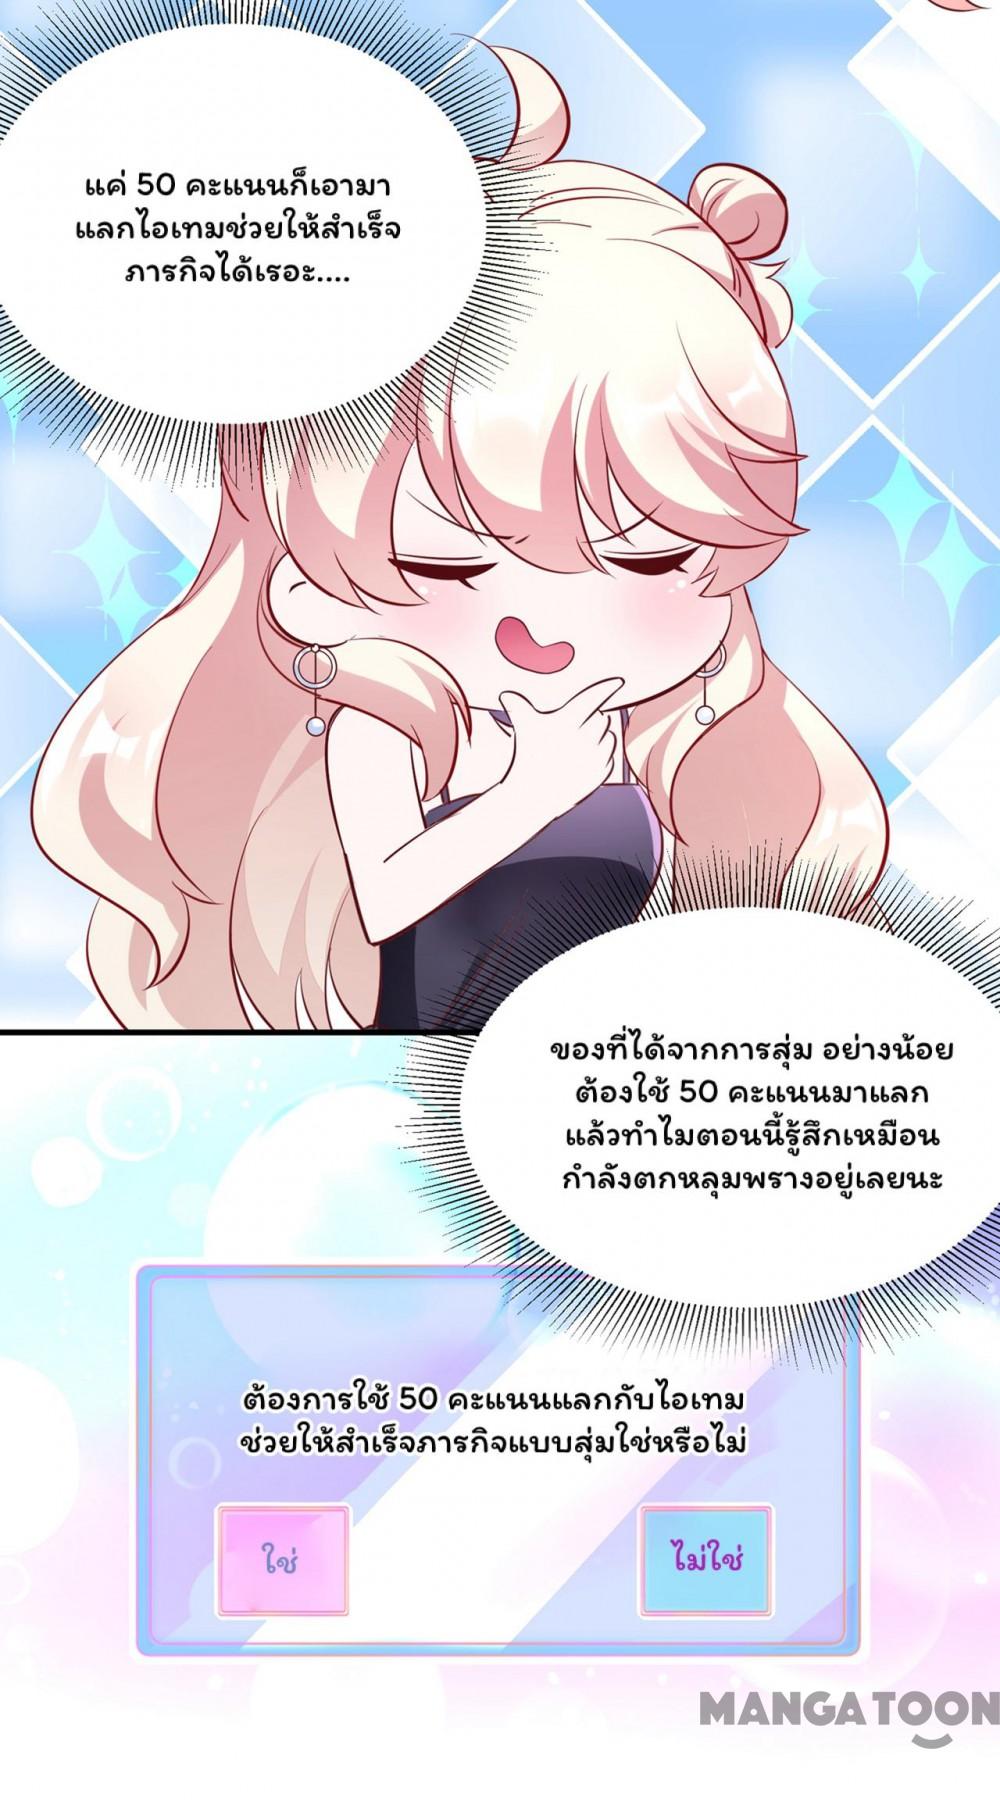 แค่ 50 คะแนนก็เอามา
แลกไอเทมช่วยให้สำเร็จ
ภารกิจได้เรอะ....
ของที่ได้จากการสุ่ม อย่างน้อย
ต้องใช้ 50 คะแนนมาแลก
แล้วทำไมตอนนี้รู้สึกเหมือน
กำลังตกหลุมพรางอยู่เลยนะ
ต้องการใช้ 50 คะแนนแลกกับไอเทม
ช่วยให้สำเร็จภารกิจแบบสุ่มใช่หรือไม่
ใช่
ไม่ใช่
MANGATOON